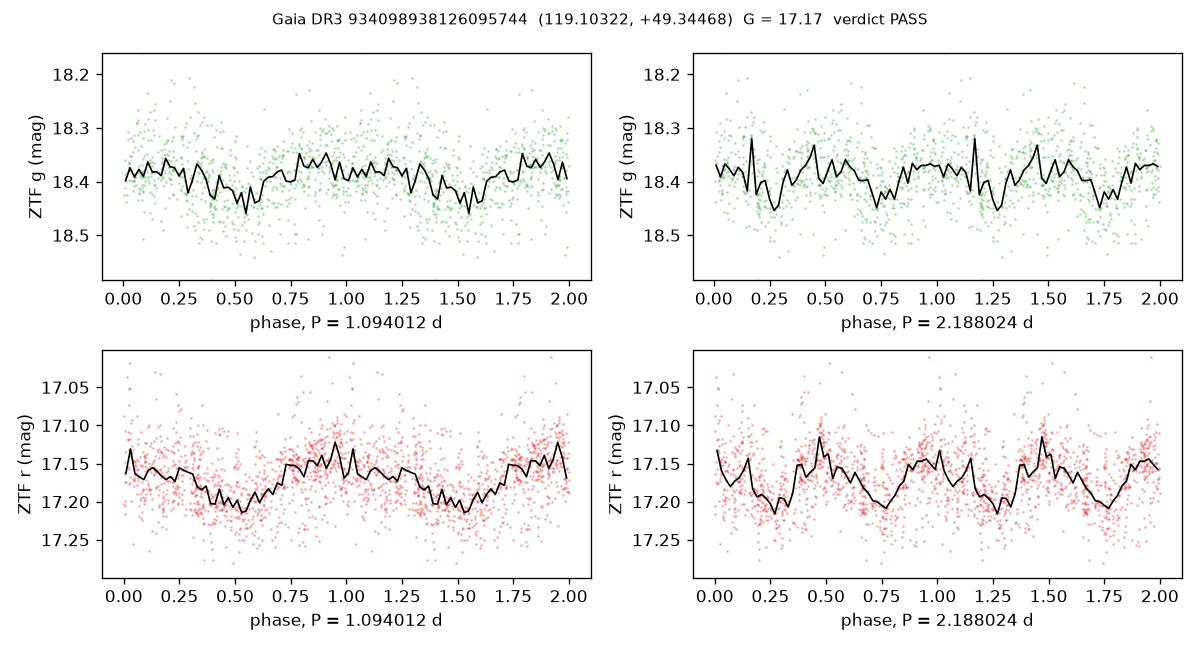 Gaia DR3 934098938126095744 (119.10322, +49.34468) G = 17.17 verdict PASS
18.2
18.3
18.4
18.5
ZTF g (mag)
0.00 0.25 0.50 0.75 1.00 1.25 1.50 1.75 2.00
phase, P = 1.094012 d
18.2
18.3
18.4
18.5
ZTF g (mag)
0.00 0.25 0.50 0.75 1.00 1.25 1.50 1.75 2.00
phase, P = 2.188024 d
17.05
17.10
17.15
17.20
17.25
ZTF r (mag)
0.00 0.25 0.50 0.75 1.00 1.25 1.50 1.75 2.00
phase, P = 1.094012 d
17.05
17.10
17.15
17.20
17.25
ZTF r (mag)
0.00 0.25 0.50 0.75 1.00 1.25 1.50 1.75 2.00
phase, P = 2.188024 d